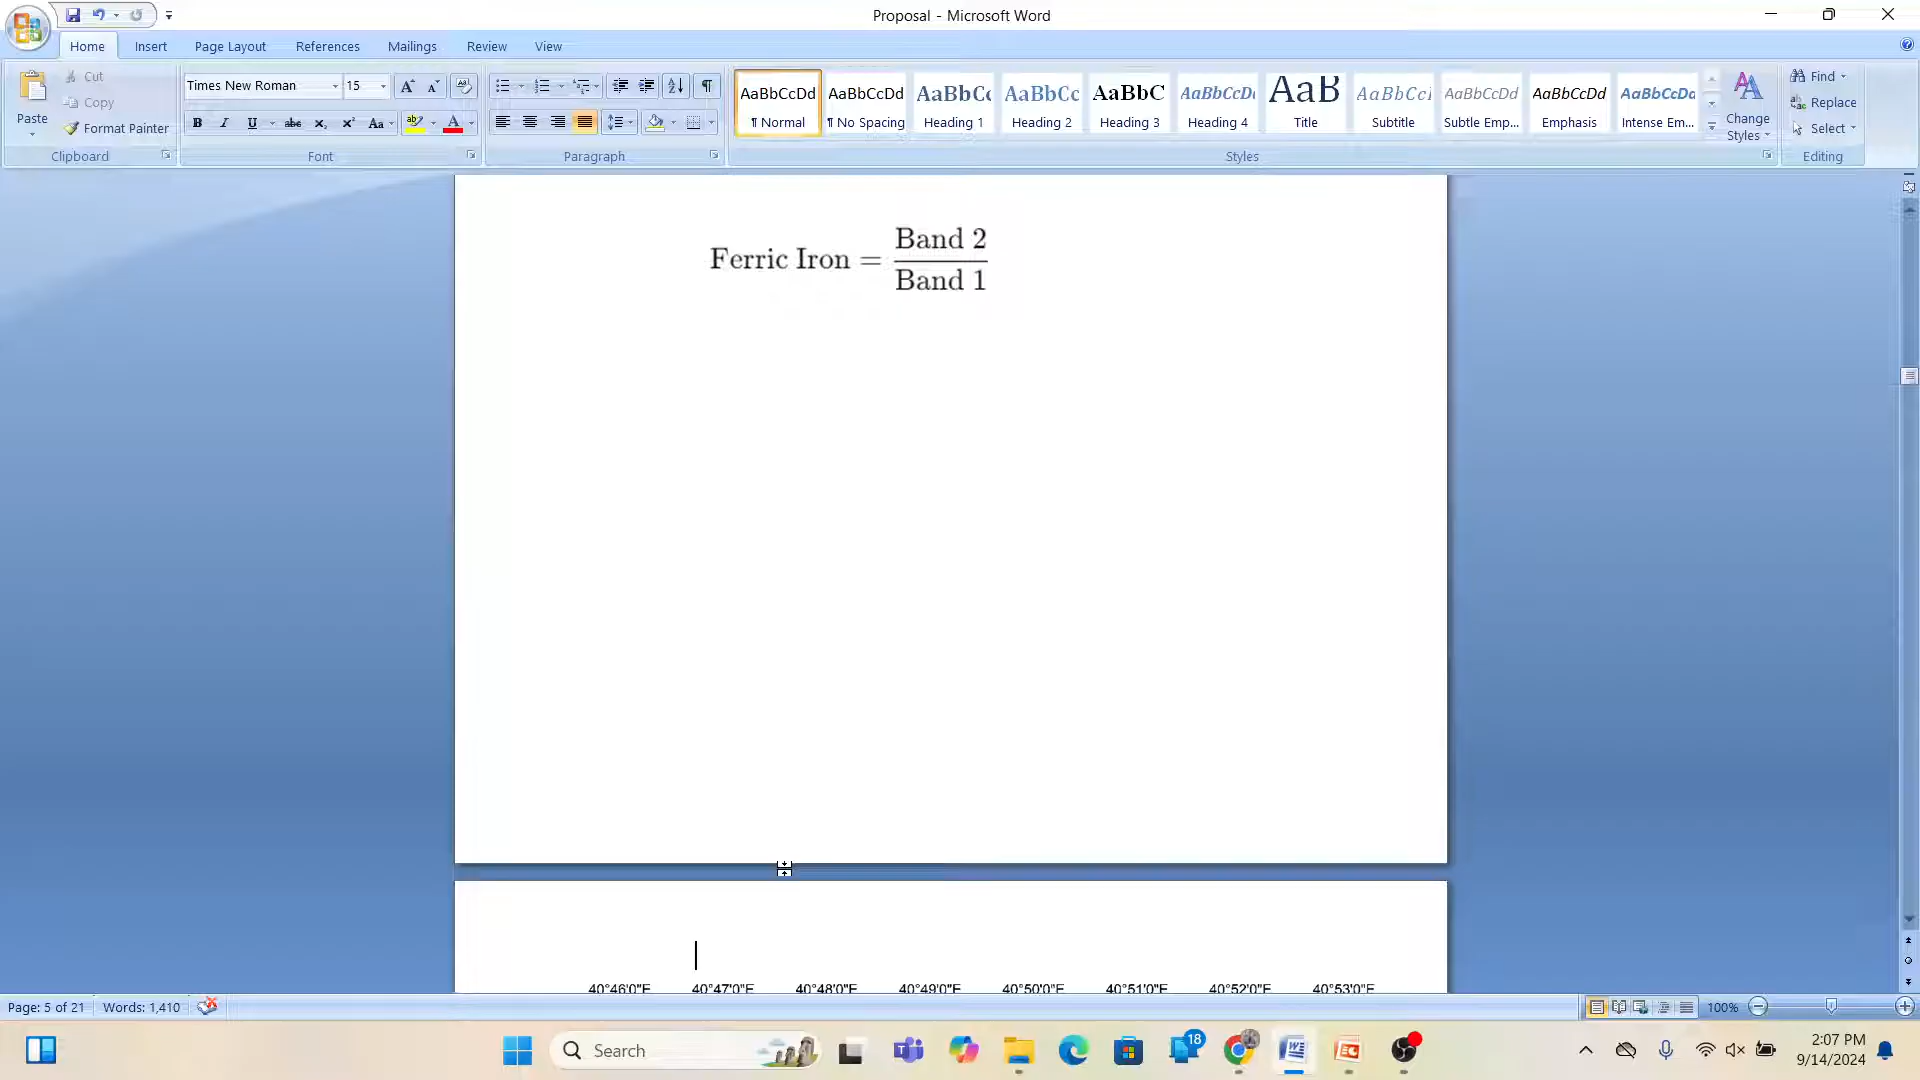 Proposal - Microsoft Word
Home Insert Page Layout References Mailings Review View
Paste
Cut
Copy
Format Painter
Clipboard
Times New Roman 15
Font
Paragraph
AaBbCcDd AaBbCcDd AaBbCc AaBbCc AaBbC AaBbCcDc AaB AaBbCcI AaBbCcDd AaBbCcDd AaBbCcDd
¶ Normal ¶ No Spacing Heading 1 Heading 2 Heading 3 Heading 4 Title Subtitle Subtle Emp... Emphasis Intense Em...
Change
Styles
Styles
Find
Replace
Select
Editing
Ferric Iron = Band 2
Band 1
40°46'0"E 40°47'0"E 40°48'0"E 40°49'0"E 40°50'0"E 40°51'0"E 40°52'0"E 40°53'0"E
Page: 5 of 21 Words: 1,410 100%
Search 18
2:07 PM
9/14/2024